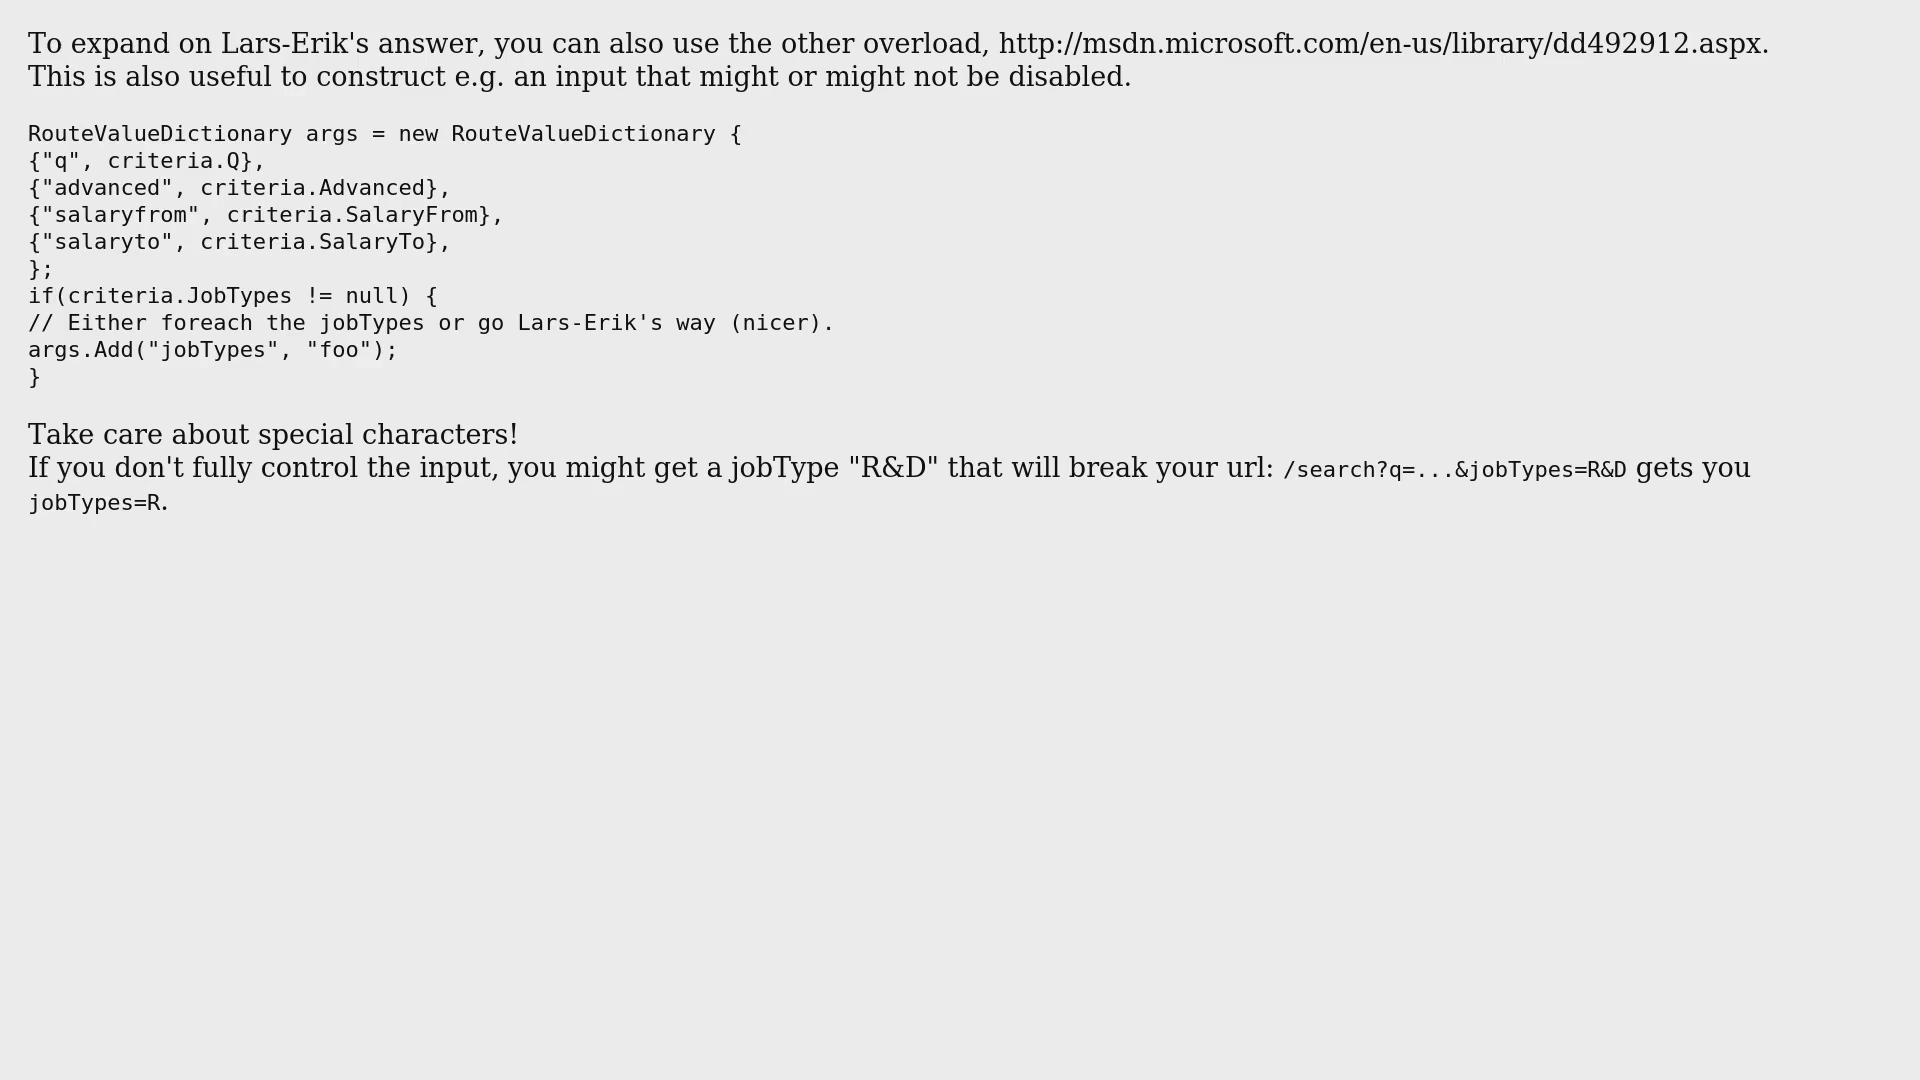 To expand on Lars-Erik's answer, you can also use the other overload, http://msdn.microsoft.com/en-us/library/dd492912.aspx.
This is also useful to construct e.g. an input that might or might not be disabled.
RouteValueDictionary args = new RouteValueDictionary {
{"q", criteria.Q},
{"advanced", criteria.Advanced},
{"salaryfrom", criteria.SalaryFrom},
{"salaryto", criteria.SalaryTo},
};
if(criteria.JobTypes != null) {
// Either foreach the jobTypes or go Lars-Erik's way (nicer).
args.Add("jobTypes", "foo");
}
Take care about special characters!
If you don't fully control the input, you might get a jobType "R&D" that will break your url: /search?q=...&jobTypes=R&D gets you
jobTypes=R.